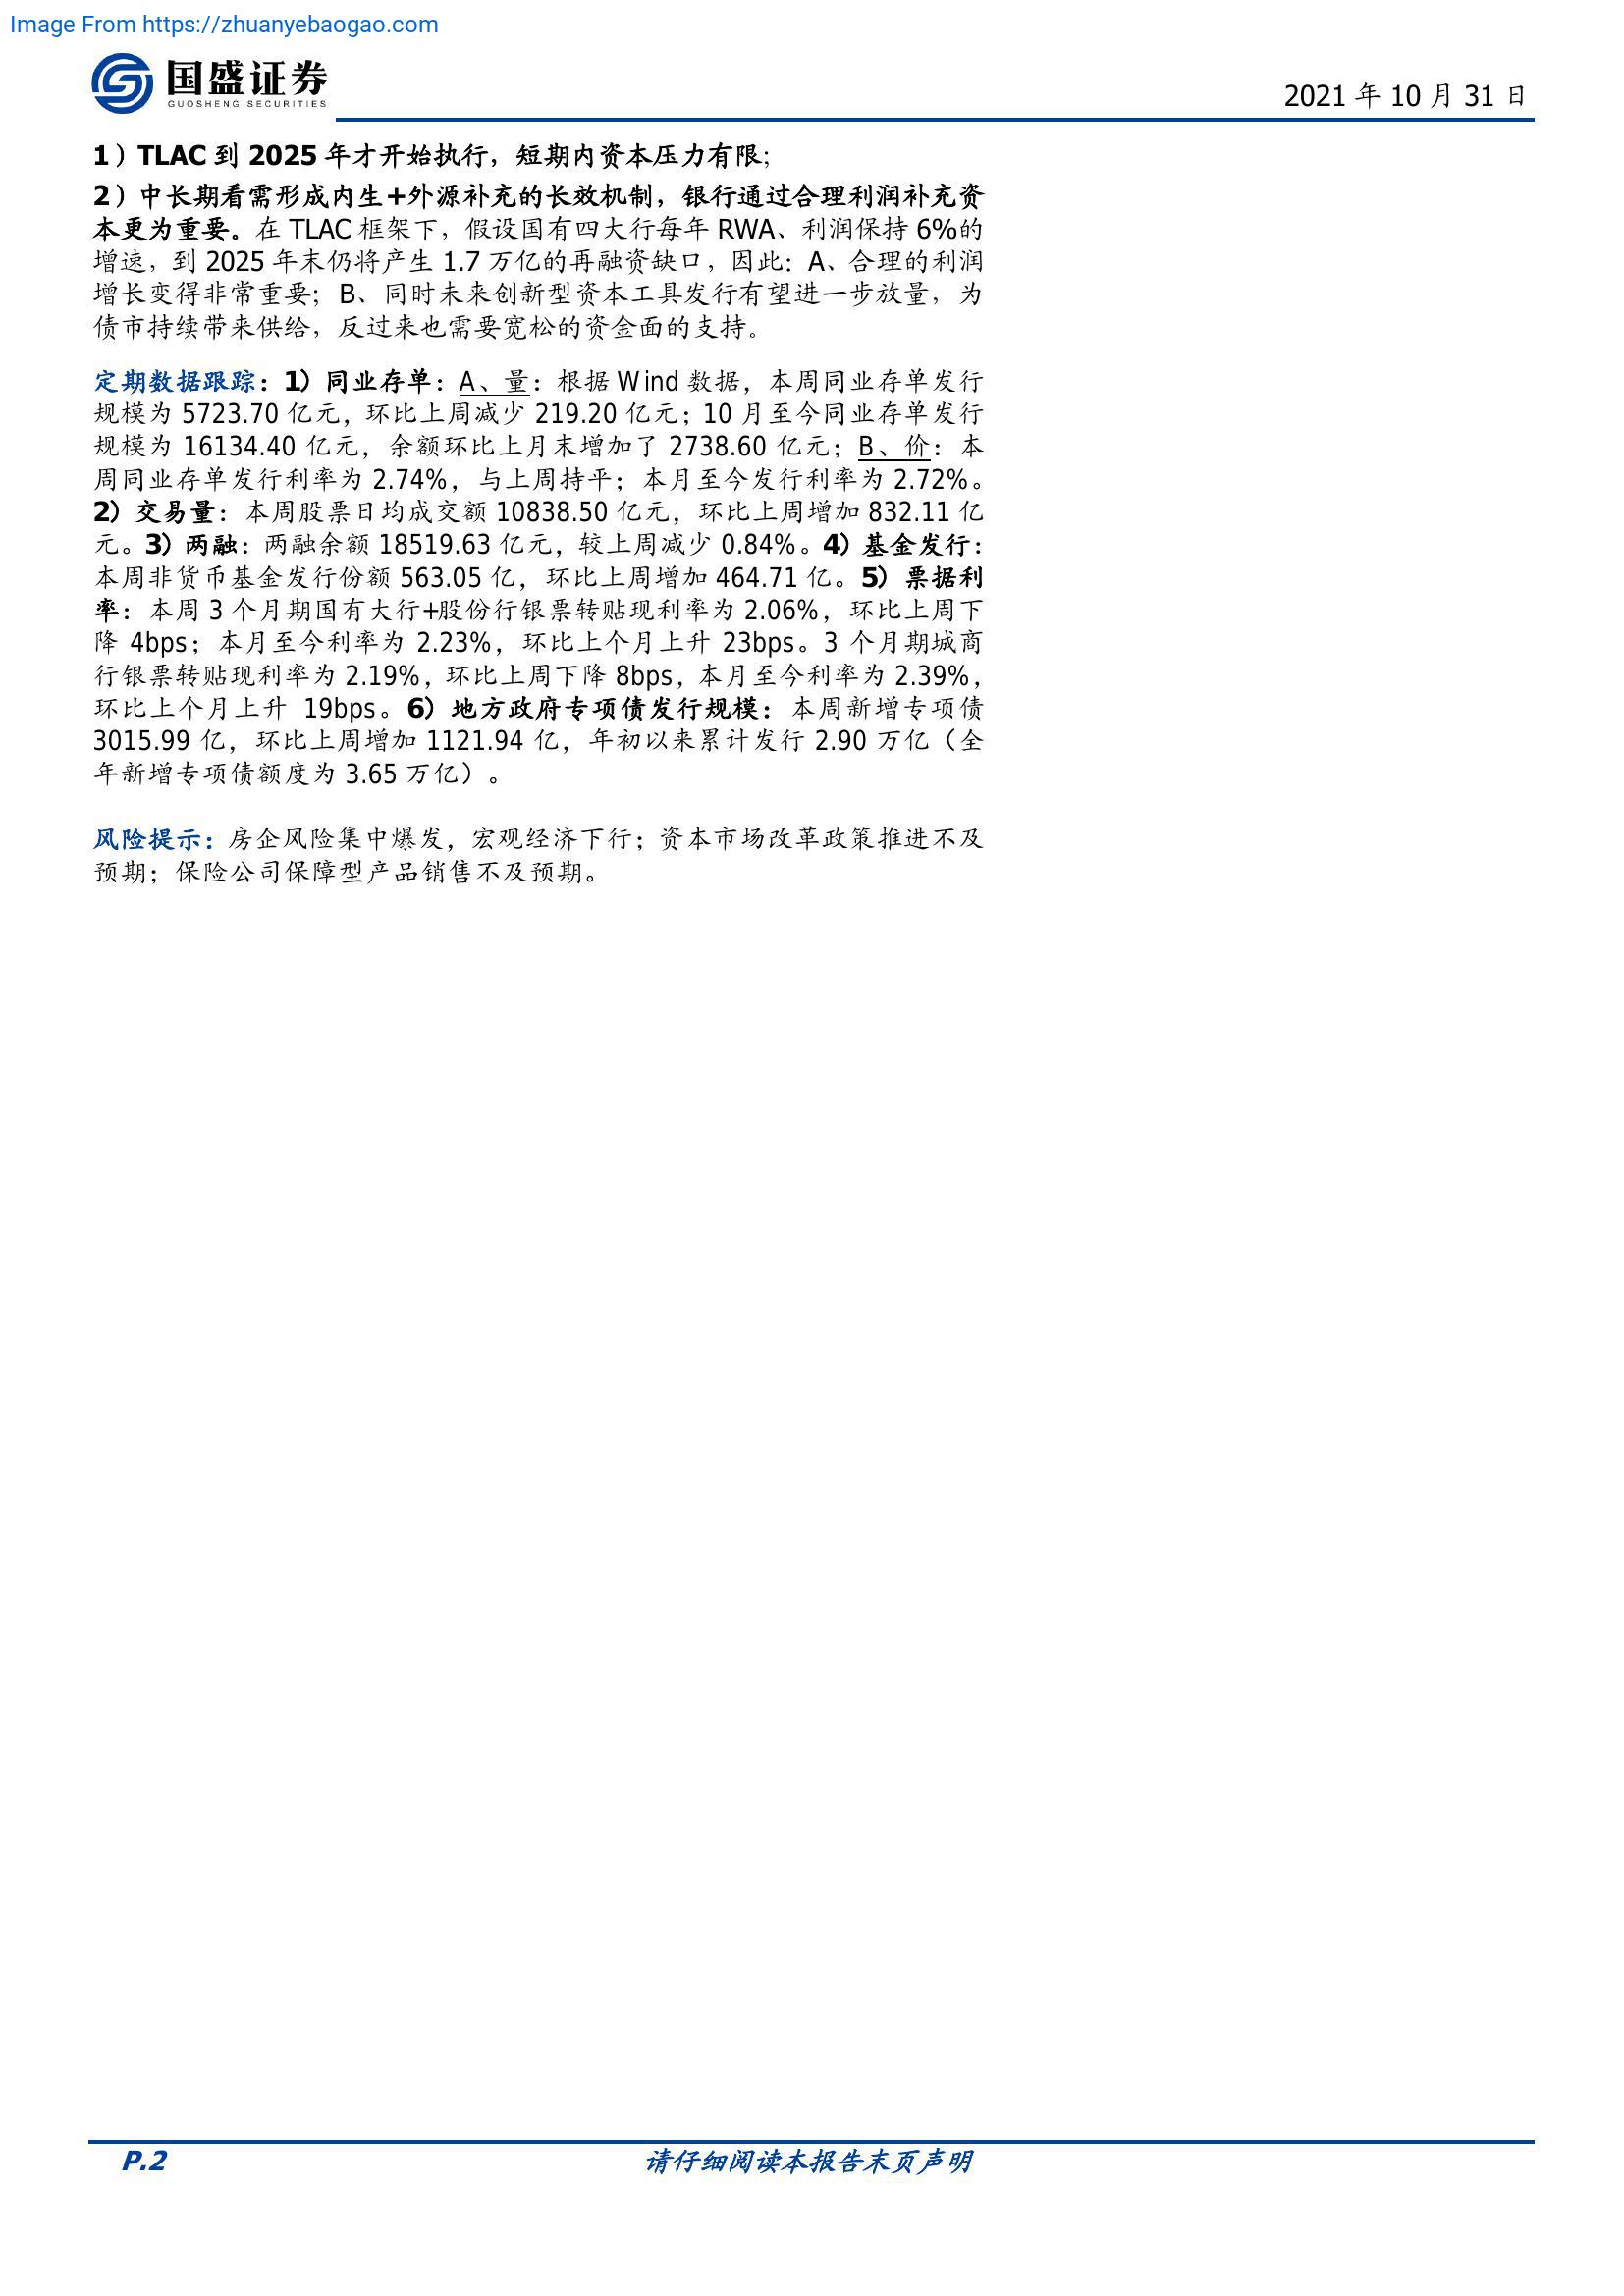 Image From https://zhuanyebaogao.com
国盛证券
GUOSHENG SECURITIES
2021 年 10 月 31 日
1）TLAC 到 2025 年才开始执行，短期内资本压力有限；
2）中长期看需形成内生+外源补充的长效机制，银行通过合理利润补充资
本更为重要。在 TLAC 框架下，假设国有四大行每年 RWA、利润保持 6%的
增速，到 2025 年末仍将产生 1.7 万亿的再融资缺口，因此：A、合理的利润
增长变得非常重要；B、同时未来创新型资本工具发行有望进一步放量，为
债市持续带来供给，反过来也需要宽松的资金面的支持。
定期数据跟踪：1）同业存单：A、量：根据 Wind 数据，本周同业存单发行
规模为 5723.70 亿元，环比上周减少 219.20 亿元；10 月至今同业存单发行
规模为 16134.40 亿元，余额环比上月末增加了 2738.60 亿元；B、价：本
周同业存单发行利率为 2.74%，与上周持平；本月至今发行利率为 2.72%。
2）交易量：本周股票日均成交额 10838.50 亿元，环比上周增加 832.11 亿
元。3）两融：两融余额 18519.63 亿元，较上周减少 0.84%。4）基金发行：
本周非货币基金发行份额 563.05 亿，环比上周增加 464.71 亿。5）票据利
率：本周 3 个月期国有大行+股份行银票转贴现利率为 2.06%，环比上周下
降 4bps；本月至今利率为 2.23%，环比上个月上升 23bps。3 个月期城商
行银票转贴现利率为 2.19%，环比上周下降 8bps，本月至今利率为 2.39%，
环比上个月上升 19bps。6）地方政府专项债发行规模：本周新增专项债
3015.99 亿，环比上周增加 1121.94 亿，年初以来累计发行 2.90 万亿（全
年新增专项债额度为 3.65 万亿）。
风险提示：房企风险集中爆发，宏观经济下行；资本市场改革政策推进不及
预期；保险公司保障型产品销售不及预期。
P.2
请仔细阅读本报告末页声明